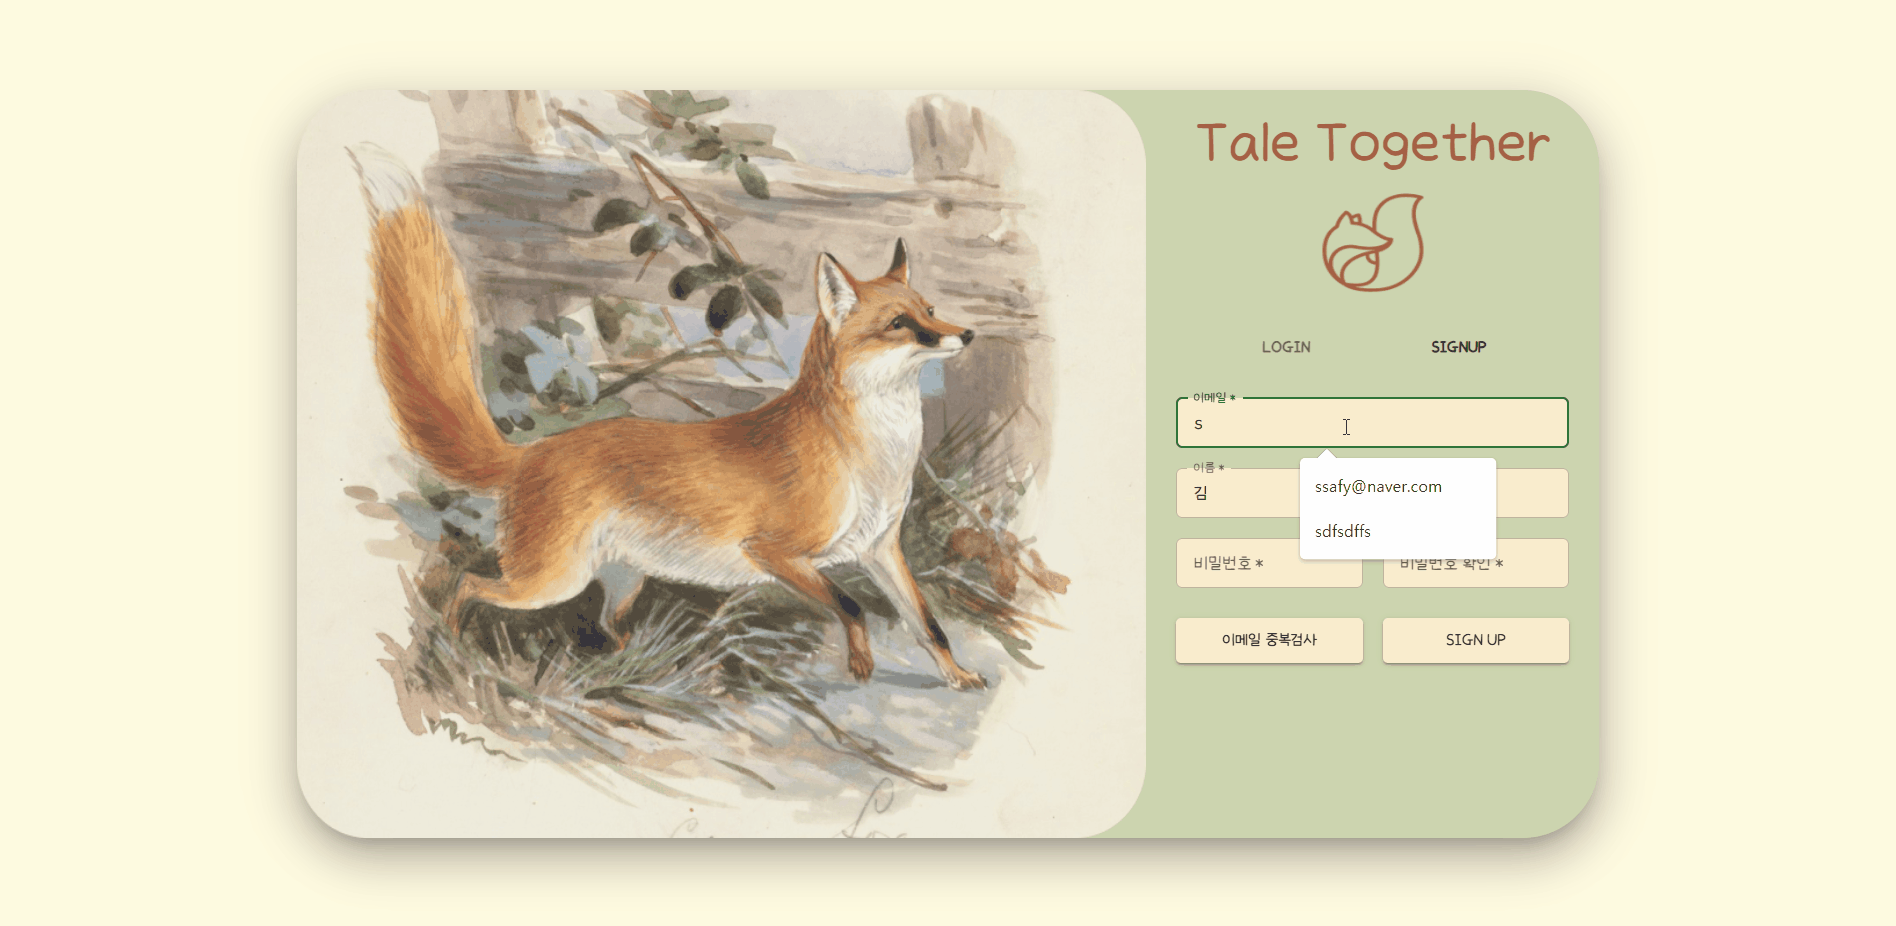 Tale Together
LOGIN SIGNUP
이메일 *
s
ssafy@naver.com
sdfsdffs
이름 *
김
비밀번호 * 비밀번호 확인 *
이메일 중복검사 SIGN UP